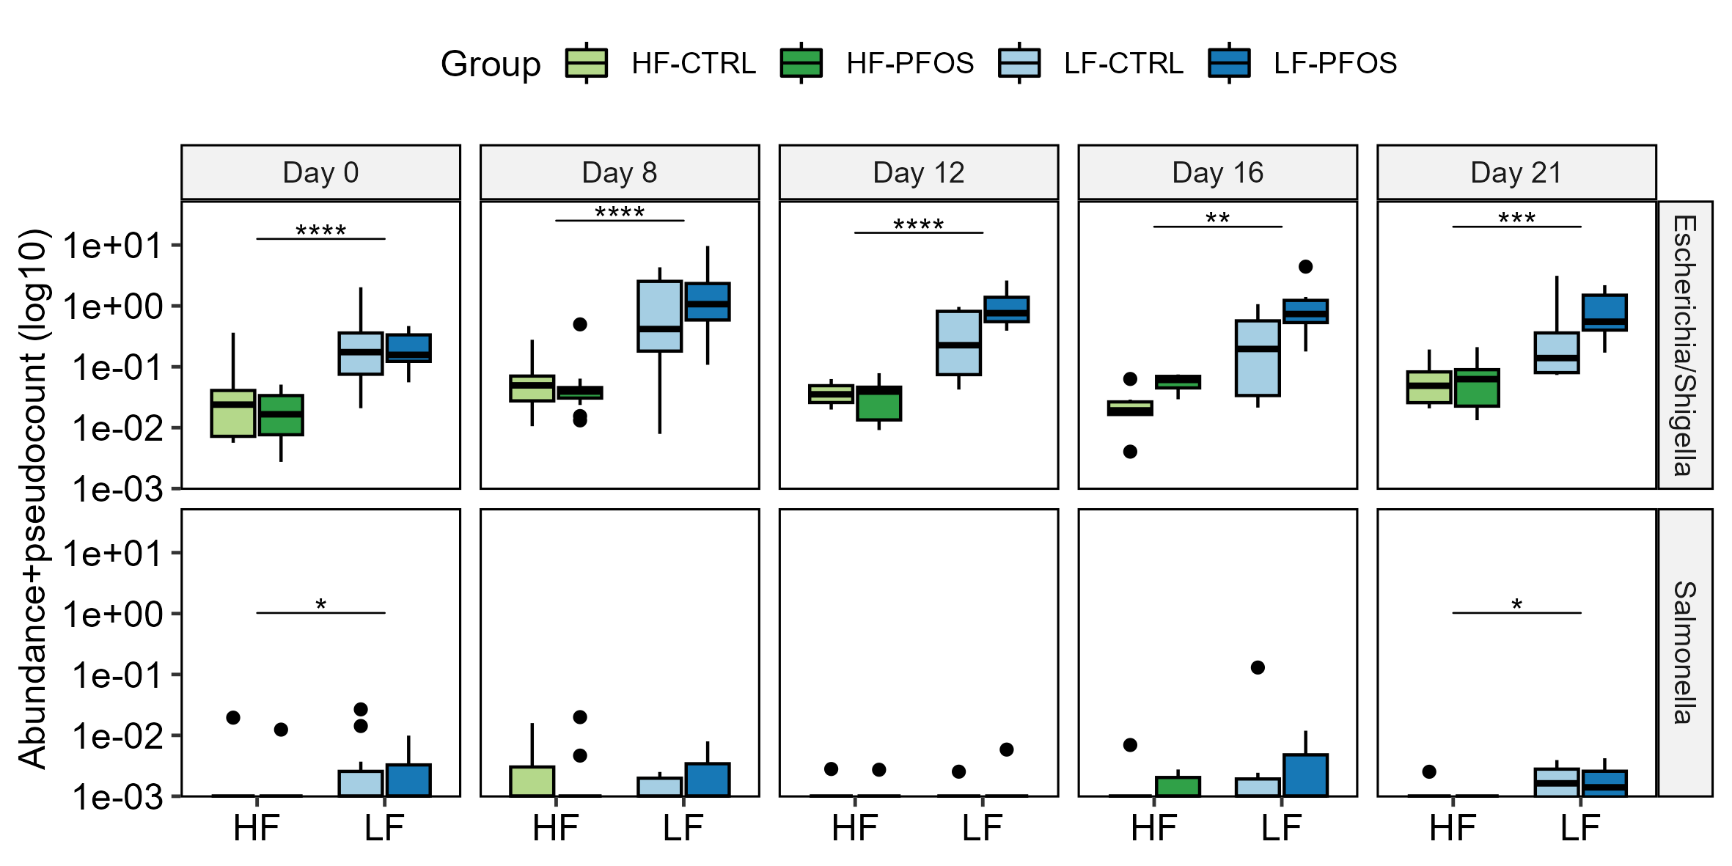 Group HF-CTRL HF-PFOS LF-CTRL LF-PFOS
Day 0 Day 8 Day 12 Day 16 Day 21
Abundance+pseudocount (log10)
**** **** **** ** ***
1e+01
1e+00
1e-01
1e-02
1e-03
Escherichia/Shigella
1e+01
1e+00
* *
1e-01
1e-02
1e-03
Salmonella
HF LF HF LF HF LF HF LF HF LF